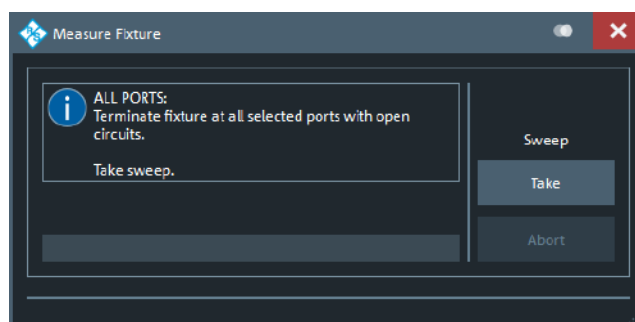 Measure Fixture
ALL PORTS:
Terminate fixture at all selected ports with open
circuits.
Take sweep.
Sweep
Take
Abort